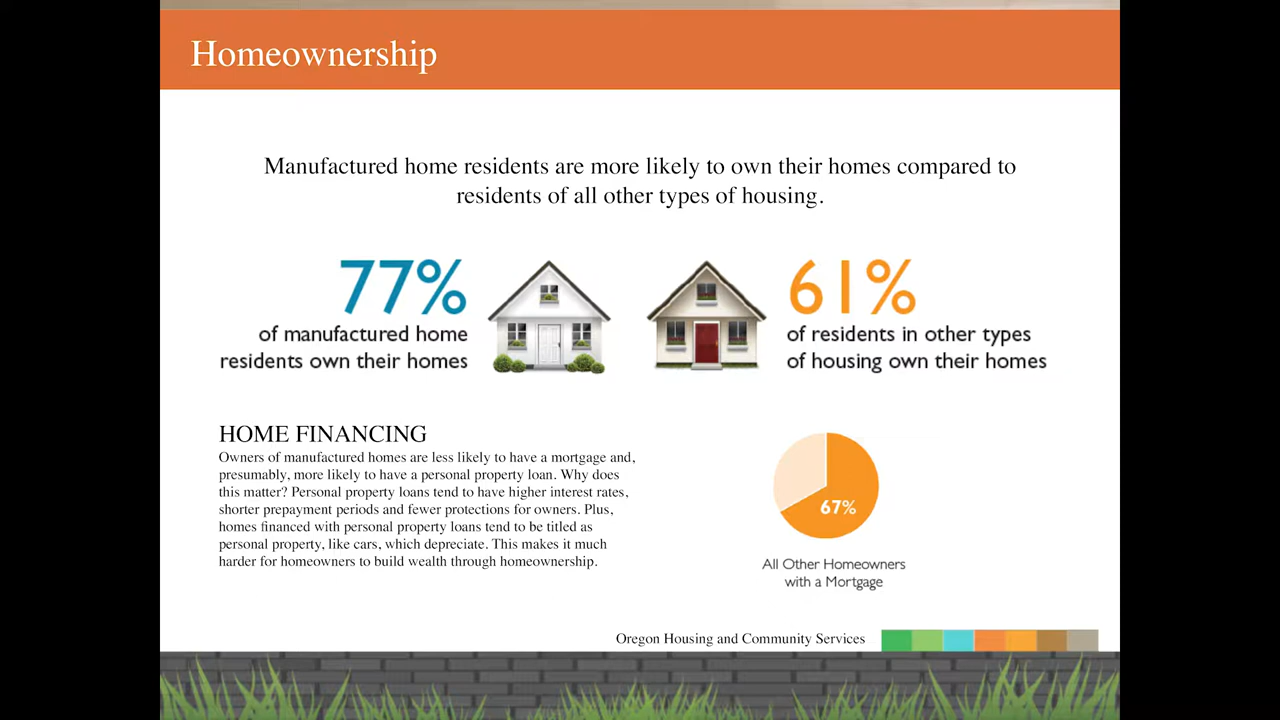 Homeownership
Manufactured home residents are more likely to own their homes compared to
residents of all other types of housing.
77%
of manufactured home
residents own their homes
61%
of residents in other types
of housing own their homes
HOME FINANCING
Owners of manufactured homes are less likely to have a mortgage and,
presumably, more likely to have a personal property loan. Why does
this matter? Personal property loans tend to have higher interest rates,
shorter prepayment periods and fewer protections for owners. Plus,
homes financed with personal property loans tend to be titled as
personal property, like cars, which depreciate. This makes it much
harder for homeowners to build wealth through homeownership.
67%
All Other Homeowners
with a Mortgage
Oregon Housing and Community Services